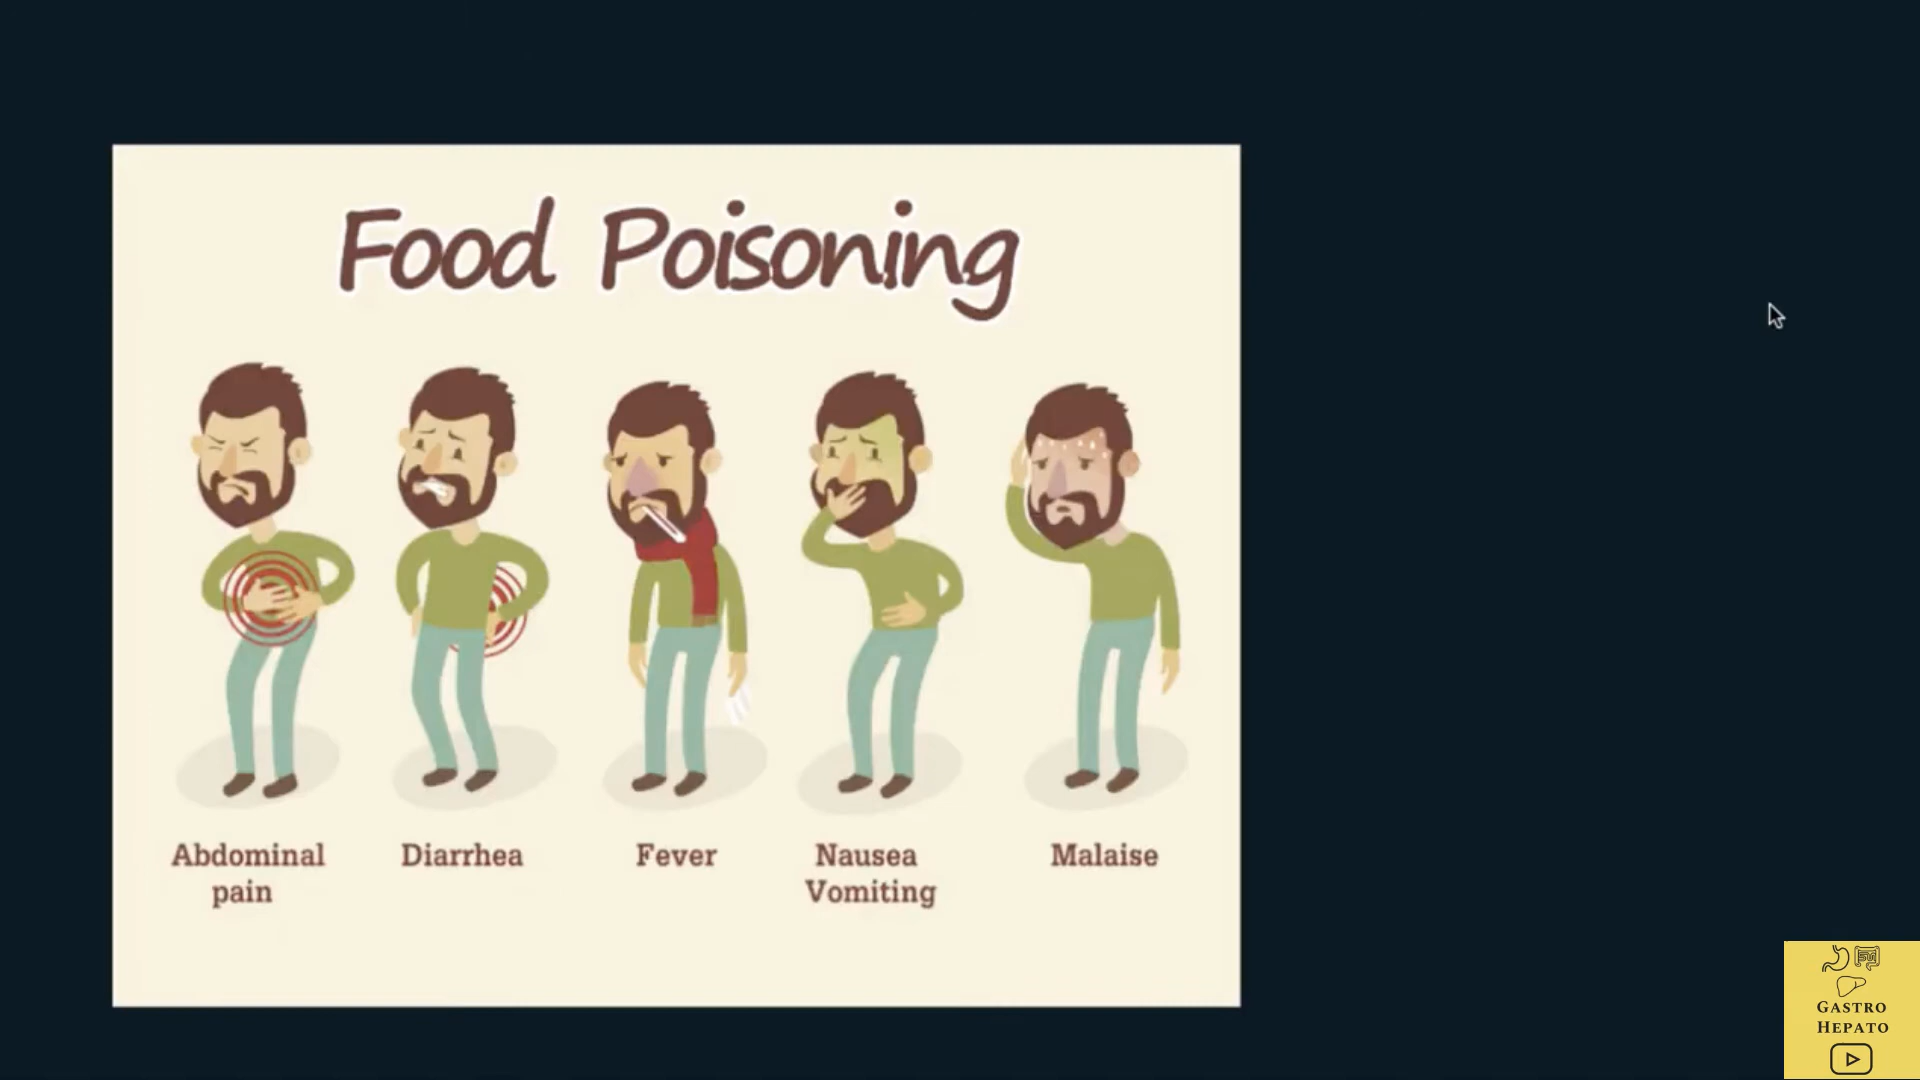 Food Poisoning
Abdominal
pain
Diarrhea
Fever
Nausea
Vomiting
Malaise
GASTRO
HEPATO